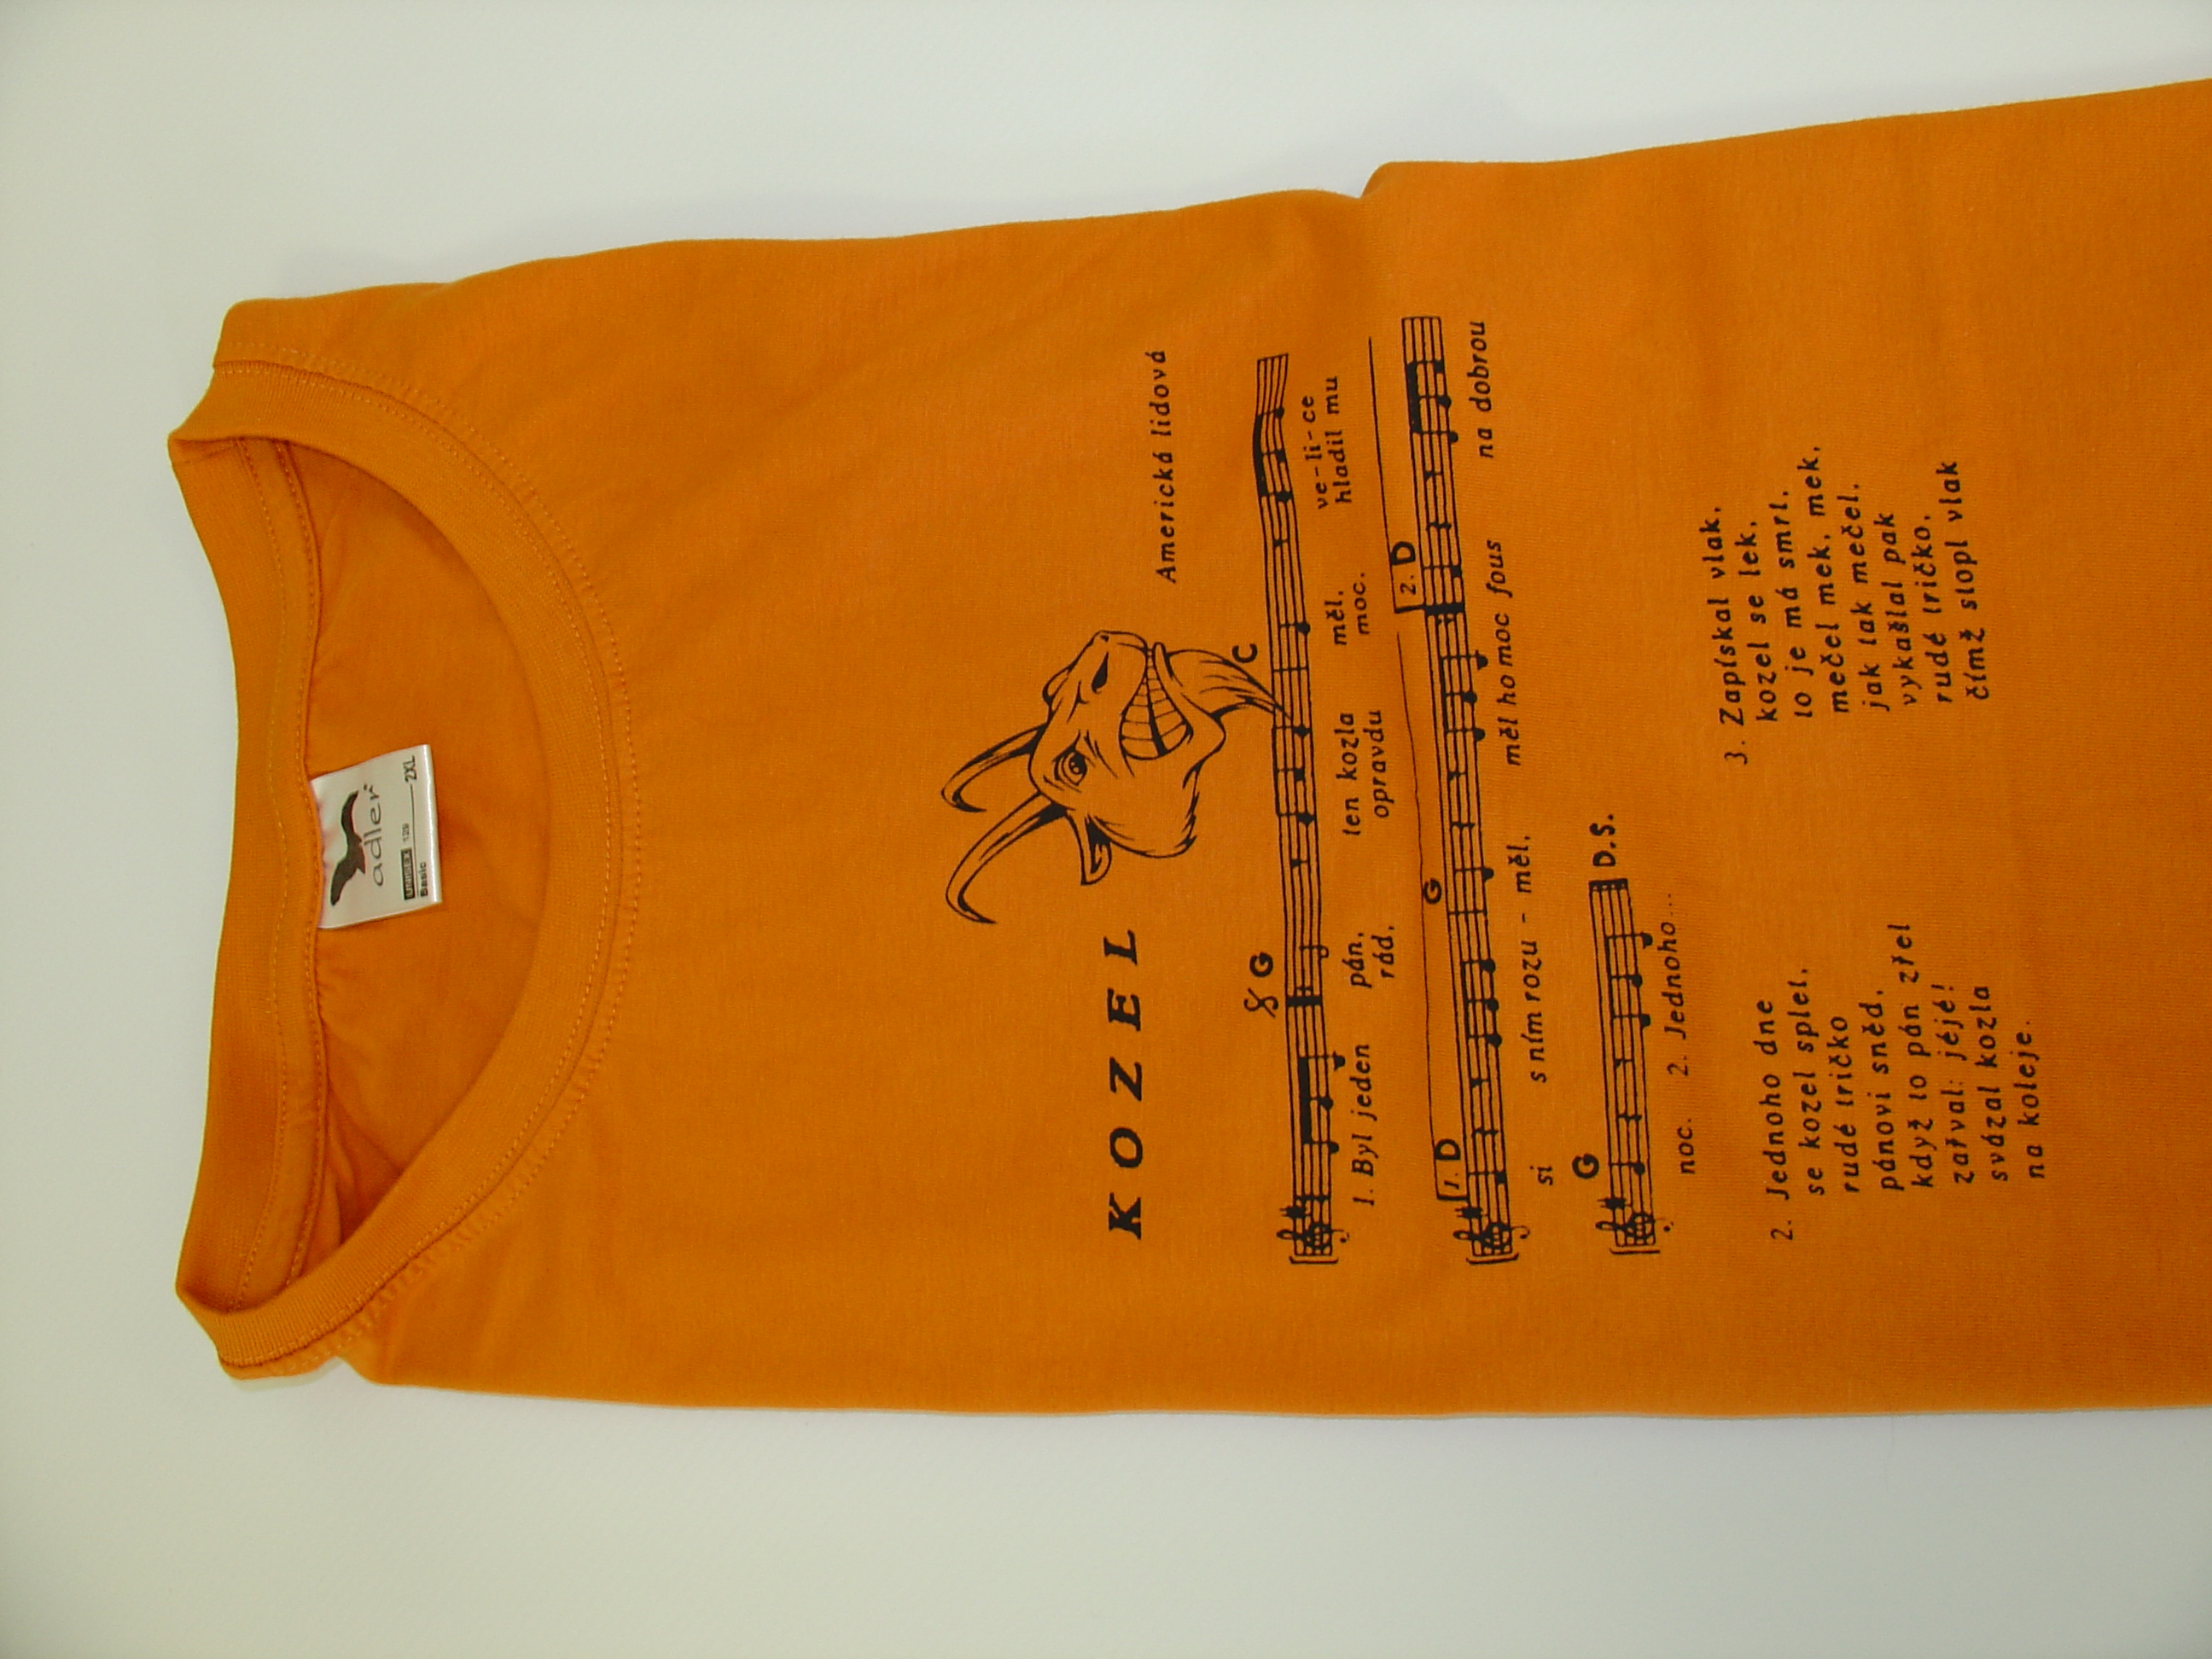 adler
UNISEX 129
Basic 2XL
KOZEL
Americká lidová
G C
1. Byl jeden pán, ten kozla měl, ve-li-ce
rád, opravdu moc, hladil mu
1. D G 2. D
si s ním rozu - měl. měl ho moc fous na dobrou
G D.S.
noc. 2. Jednoho...
2. Jednoho dne
se kozel splet,
rudé tričko
pánovi sněd,
když to pán zřel
zařval: jéjé!
svázal kozla
na koleje.
3. Zapískal vlak,
kozel se lek,
to je má smrt,
mečel mek, mek,
jak tak mečel,
vykašlal pak
rudé tričko,
čímž stopl vlak